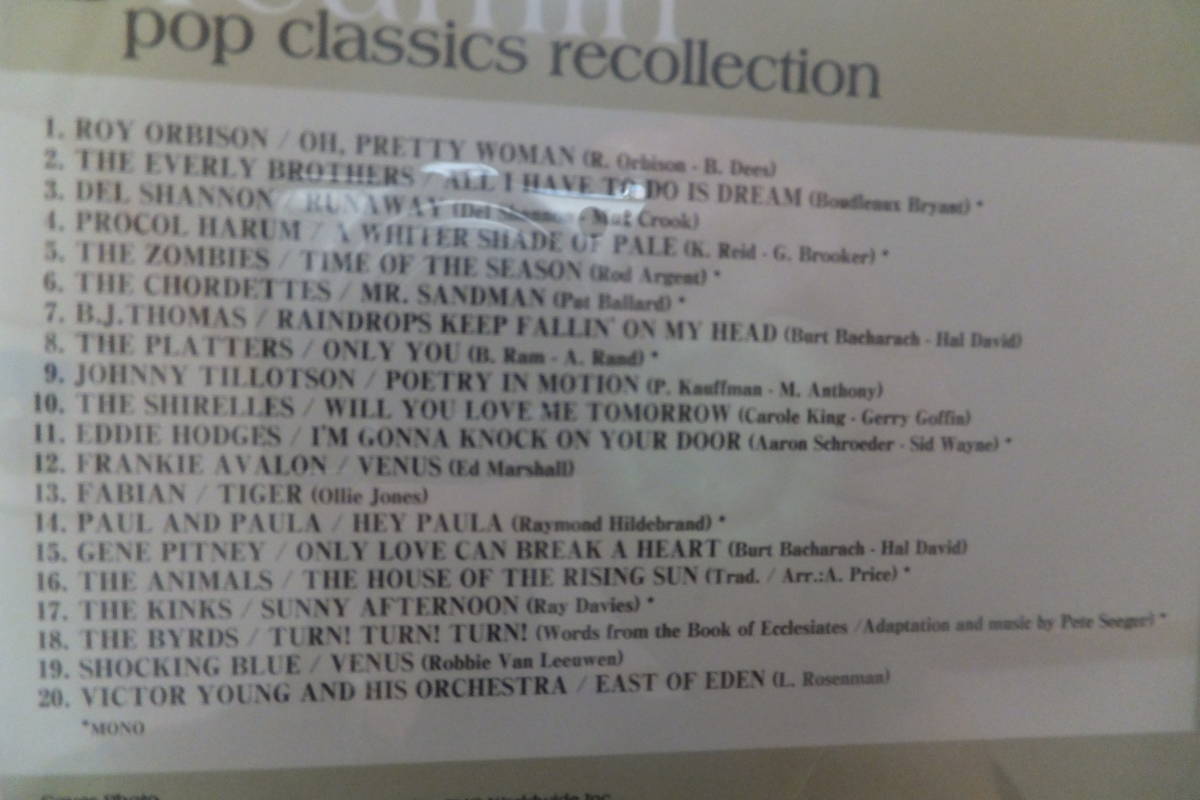 pop classics recollection
1. ROY ORBISON / OH, PRETTY WOMAN (R. Orbison - B. Dees)
2. THE EVERLY BROTHERS / ALL I HAVE TO DO IS DREAM (Boudleaux Bryant) *
3. DEL SHANNON / RUNAWAY (Del Shannon - Max Crook)
4. PROCOL HARUM / A WHITER SHADE OF PALE (K. Reid - G. Brooker) *
5. THE ZOMBIES / TIME OF THE SEASON (Rod Argent) *
6. THE CHORDETTES / MR. SANDMAN (Pat Ballard) *
7. B.J.THOMAS / RAINDROPS KEEP FALLIN' ON MY HEAD (Burt Bacharach - Hal David)
8. THE PLATTERS / ONLY YOU (B. Ram - A. Rand) *
9. JOHNNY TILLOTSON / POETRY IN MOTION (P. Kauffman - M. Anthony)
10. THE SHIRELLES / WILL YOU LOVE ME TOMORROW (Carole King - Gerry Goffin)
11. EDDIE HODGES / I'M GONNA KNOCK ON YOUR DOOR (Aaron Schroeder - Sid Wayne) *
12. FRANKIE AVALON / VENUS (Ed Marshall)
13. FABIAN / TIGER (Ollie Jones)
14. PAUL AND PAULA / HEY PAULA (Raymond Hildebrand) *
15. GENE PITNEY / ONLY LOVE CAN BREAK A HEART (Burt Bacharach - Hal David)
16. THE ANIMALS / THE HOUSE OF THE RISING SUN (Trad. / Arr.:A. Price) *
17. THE KINKS / SUNNY AFTERNOON (Ray Davies) *
18. THE BYRDS / TURN! TURN! TURN! (Words from the Book of Ecclesiates /Adaptation and music by Pete Seeger) *
19. SHOCKING BLUE / VENUS (Robbie Van Leeuwen)
20. VICTOR YOUNG AND HIS ORCHESTRA / EAST OF EDEN (L. Rosenman)
*MONO